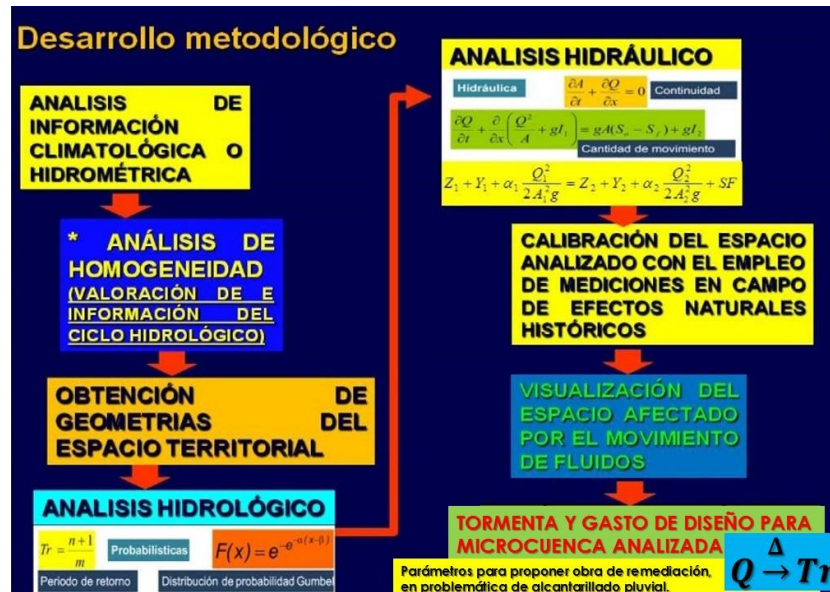 Desarrollo metodológico
ANALISIS DE
INFORMACIÓN
CLIMATOLÓGICA O
HIDROMÉTRICA
* ANÁLISIS DE
HOMOGENEIDAD
(VALORACIÓN DE E
INFORMACIÓN DEL
CICLO HIDROLÓGICO)
OBTENCIÓN DE
GEOMETRIAS DEL
ESPACIO TERRITORIAL
ANALISIS HIDROLÓGICO
Tr = n+1 / m
Probabilísticas
F(x) = e^{-e^{-α(x-β)}}
Periodo de retorno
Distribución de probabilidad Gumbel
ANALISIS HIDRÁULICO
Hidráulica
∂A/∂t + ∂Q/∂x = 0
Continuidad
∂Q/∂t + ∂/∂x (Q²/A + gI₁) = gA(Sₒ − S_f) + gI₂
Cantidad de movimiento
Z₁ + Y₁ + α₁ Q₁²/2A₁²g = Z₂ + Y₂ + α₂ Q₂²/2A₂²g + SF
CALIBRACIÓN DEL ESPACIO
ANALIZADO CON EL EMPLEO
DE MEDICIONES EN CAMPO
DE EFECTOS NATURALES
HISTÓRICOS
VISUALIZACIÓN DEL
ESPACIO AFECTADO
POR EL MOVIMIENTO
DE FLUIDOS
TORMENTA Y GASTO DE DISEÑO PARA
MICROCUENCA ANALIZADA
Parámetros para proponer obra de remediación,
en problemática de alcantarillado pluvial.
Δ
Q → Tr